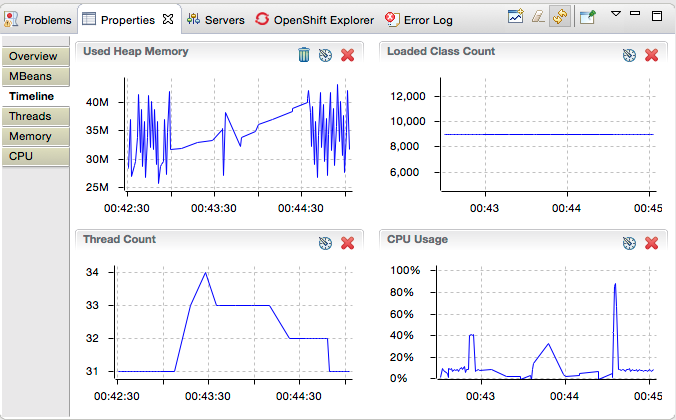 Problems Properties Servers OpenShift Explorer Error Log
Overview
MBeans
Timeline
Threads
Memory
CPU
Used Heap Memory
40M
35M
30M
25M
00:42:30 00:43:30 00:44:30
Loaded Class Count
12,000
10,000
8,000
6,000
00:43 00:44 00:45
Thread Count
34
33
32
31
00:42:30 00:43:30 00:44:30
CPU Usage
100%
80%
60%
40%
20%
0%
00:43 00:44 00:45